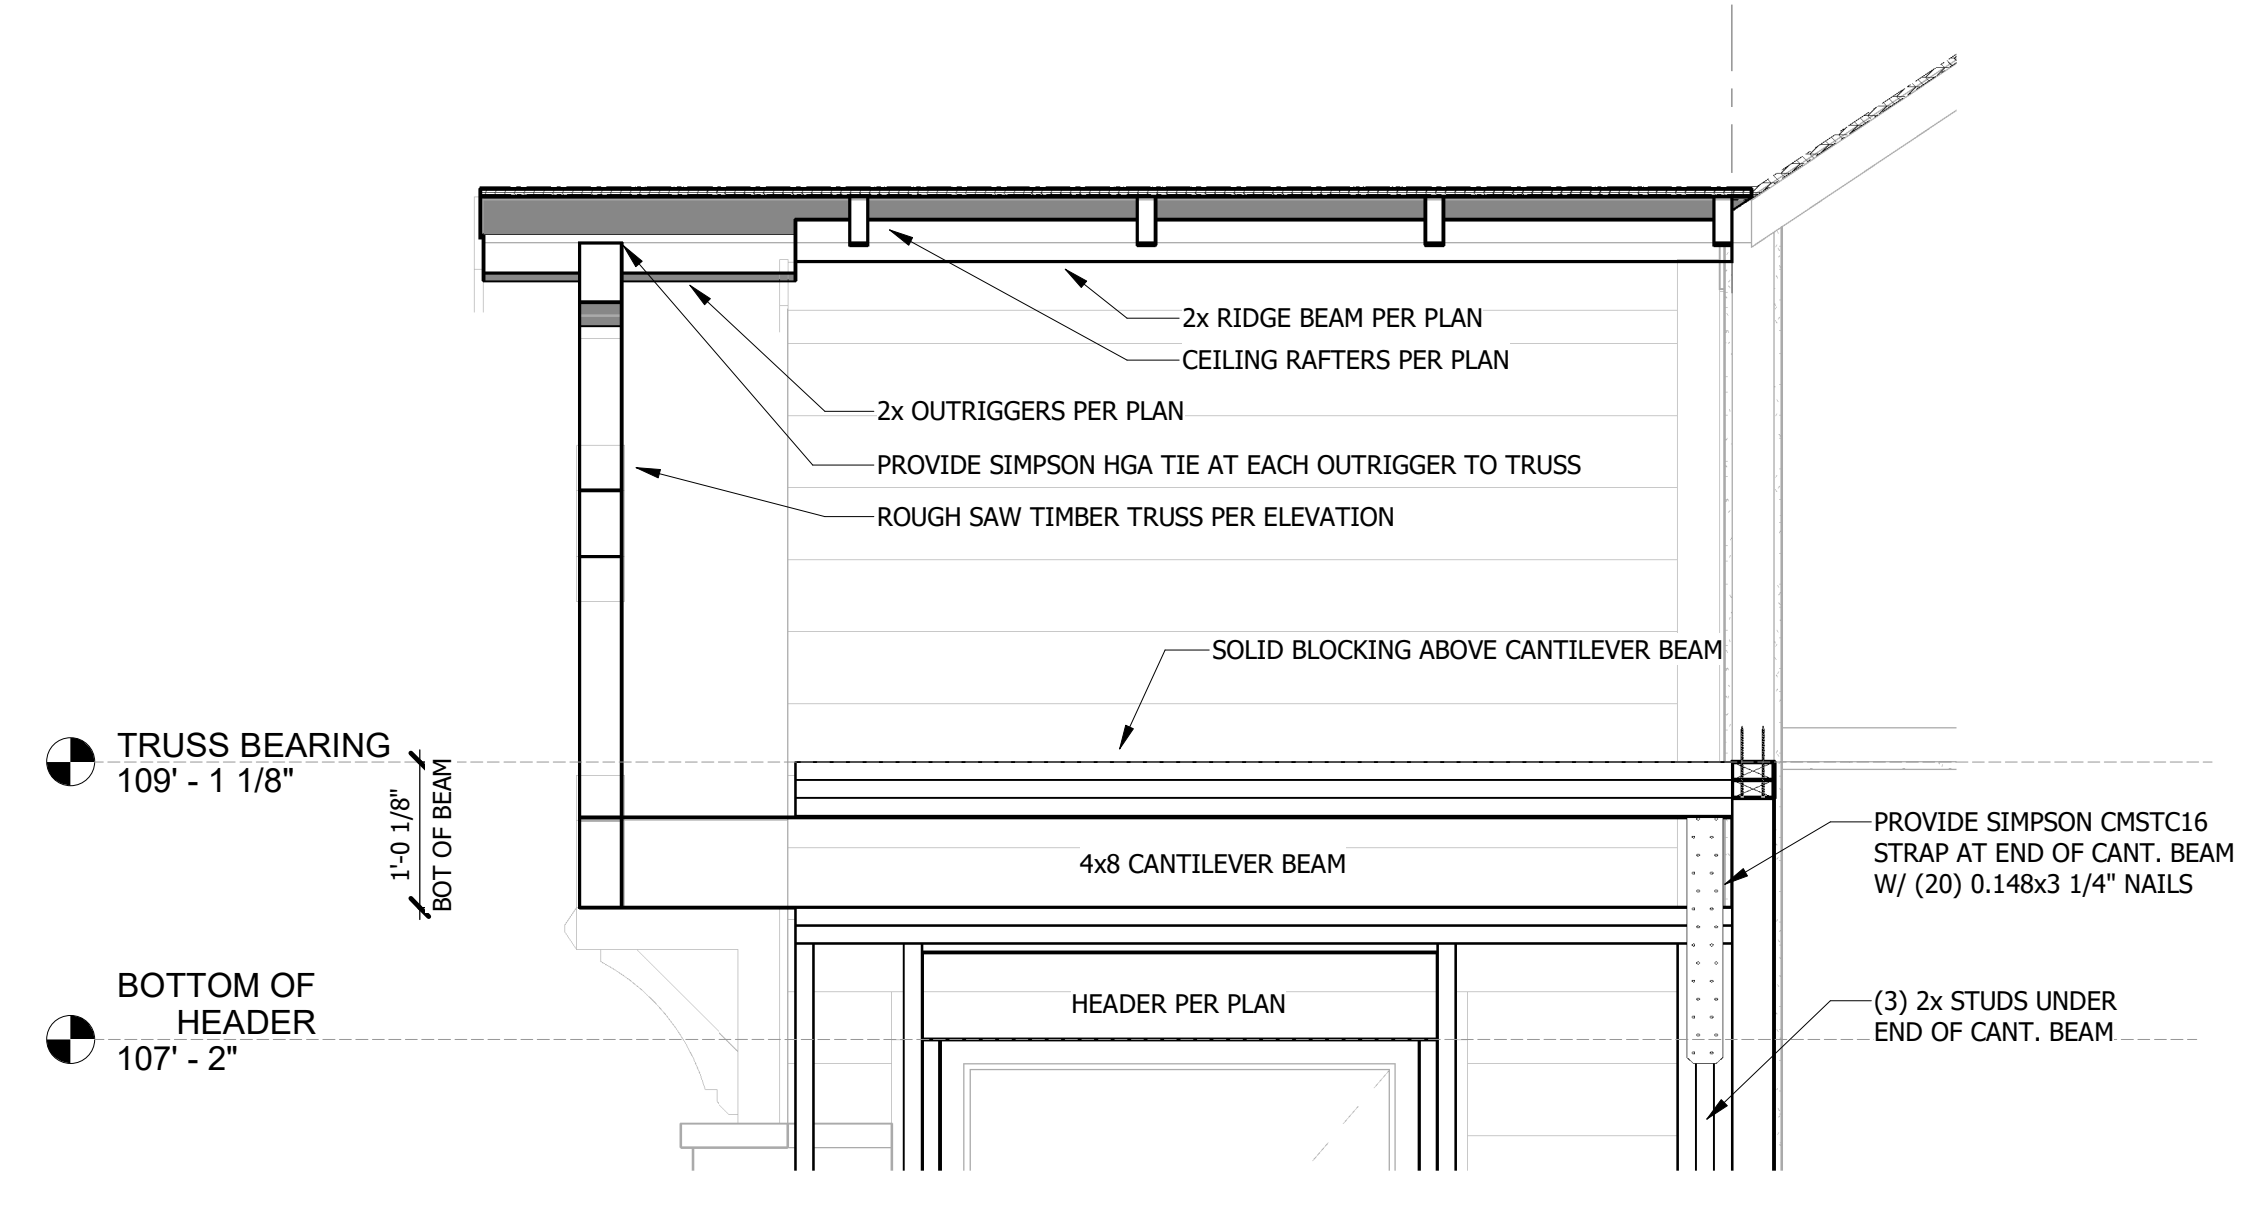 2x RIDGE BEAM PER PLAN
CEILING RAFTERS PER PLAN
2x OUTRIGGERS PER PLAN
PROVIDE SIMPSON HGA TIE AT EACH OUTRIGGER TO TRUSS
ROUGH SAW TIMBER TRUSS PER ELEVATION
SOLID BLOCKING ABOVE CANTILEVER BEAM
TRUSS BEARING
109' - 1 1/8"
1'-0 1/8"
BOT OF BEAM
4x8 CANTILEVER BEAM
PROVIDE SIMPSON CMSTC16
STRAP AT END OF CANT. BEAM
W/ (20) 0.148x3 1/4" NAILS
BOTTOM OF
HEADER
107' - 2"
HEADER PER PLAN
(3) 2x STUDS UNDER
END OF CANT. BEAM